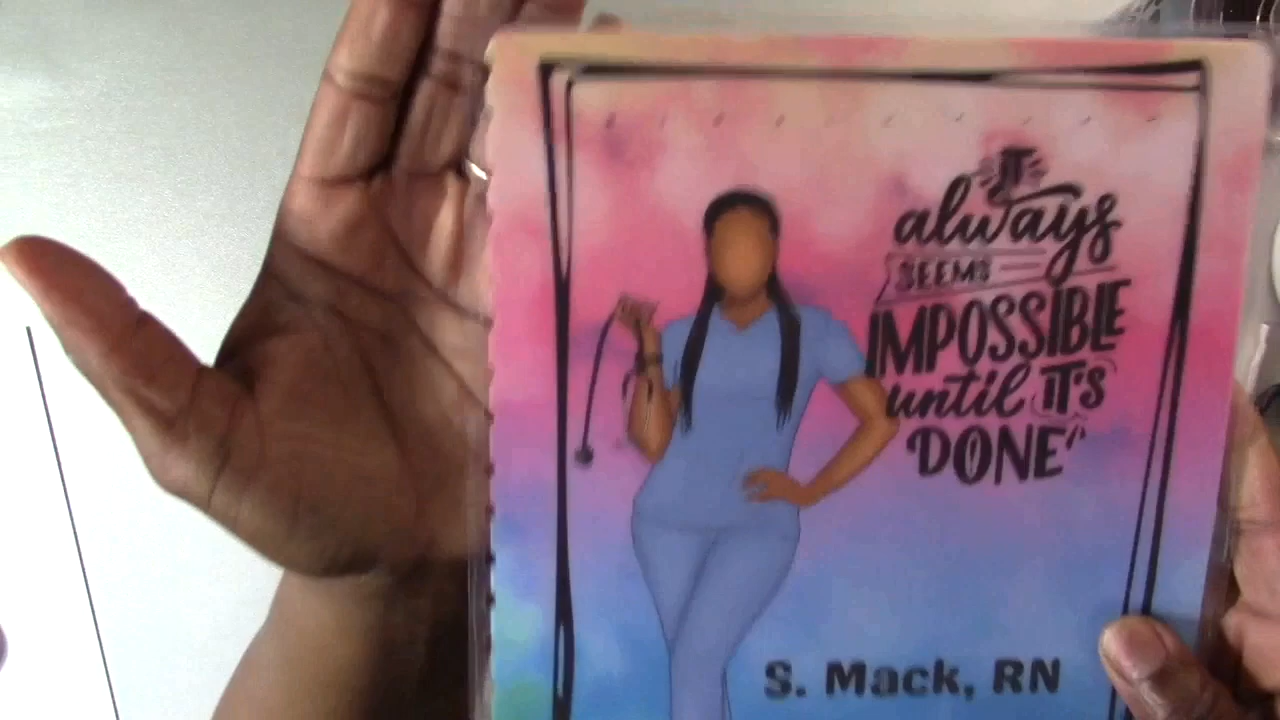 IT
always
SEEMS
IMPOSSIBLE
until IT'S
DONE
S. Mack, RN